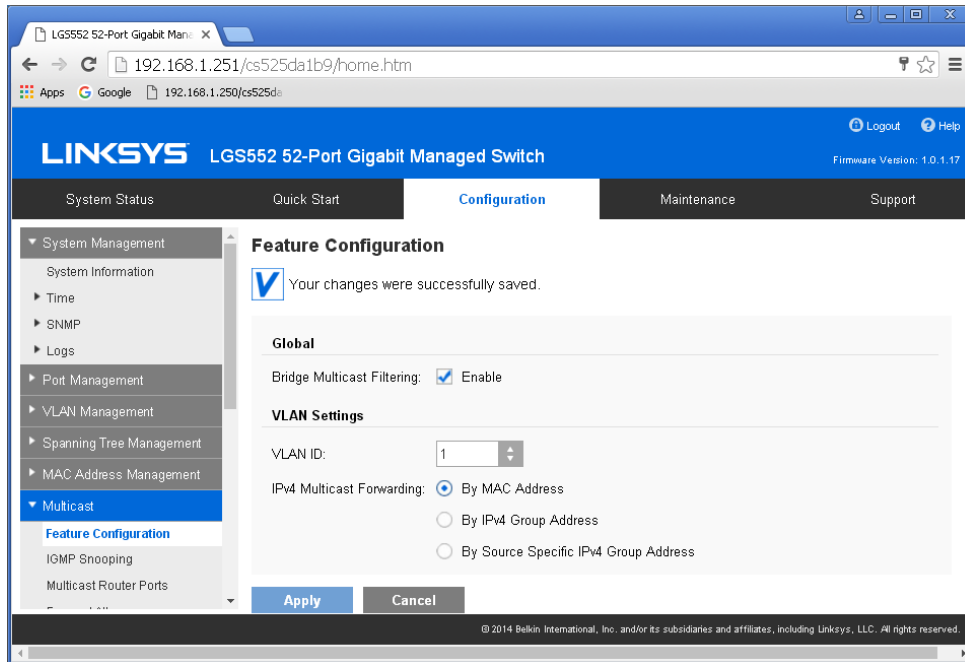 LGS552 52-Port Gigabit Mana
192.168.1.251/cs525da1b9/home.htm
Apps Google 192.168.1.250/cs525da
Logout Help
LINKSYS LGS552 52-Port Gigabit Managed Switch
Firmware Version: 1.0.1.17
System Status Quick Start Configuration Maintenance Support
System Management
System Information
Time
SNMP
Logs
Port Management
VLAN Management
Spanning Tree Management
MAC Address Management
Multicast
Feature Configuration
IGMP Snooping
Multicast Router Ports
Feature Configuration
Your changes were successfully saved.
Global
Bridge Multicast Filtering: Enable
VLAN Settings
VLAN ID: 1
IPv4 Multicast Forwarding: By MAC Address
By IPv4 Group Address
By Source Specific IPv4 Group Address
Apply Cancel
© 2014 Belkin International, Inc. and/or its subsidiaries and affiliates, including Linksys, LLC. All rights reserved.